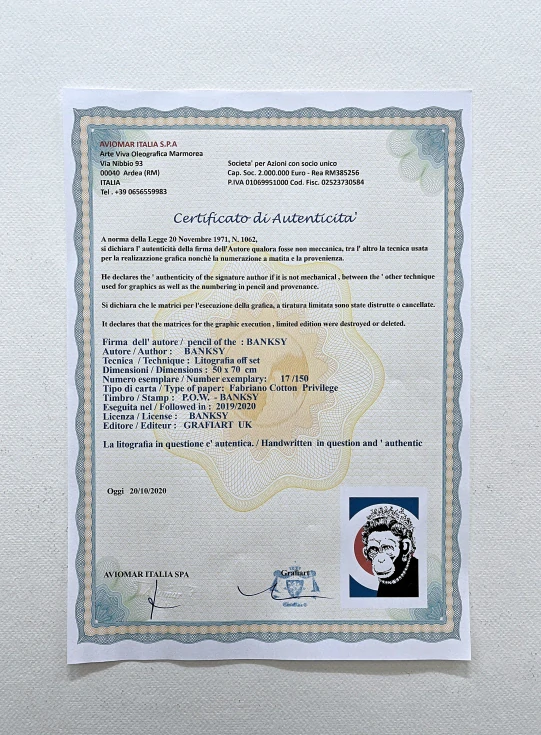 AVIOMAR ITALIA S.P.A
Arte Viva Oleografica Marmorea
Via Nibbio 93
00040 Ardea (RM)
ITALIA
Tel . +39 0656559983
Societa' per Azioni con socio unico
Cap. Soc. 2.000.000 Euro - Rea RM385256
P.IVA 01069951000 Cod. Fisc. 02523730584
Certificato di Autenticita'
A norma della Legge 20 Novembre 1971, N. 1062,
si dichiara l' autenticità della firma dell'Autore qualora fosse non meccanica, tra l' altro la tecnica usata
per la realizazzione grafica nonchè la numerazione a matita e la provenienza.
He declares the ' authenticity of the signature author if it is not mechanical , between the ' other technique
used for graphics as well as the numbering in pencil and provenance.
Si dichiara che le matrici per l'esecuzione della grafica, a tiratura limitata sono state distrutte o cancellate.
It declares that the matrices for the graphic execution , limited edition were destroyed or deleted.
Firma dell' autore / pencil of the : BANKSY
Autore / Author : BANKSY
Tecnica / Technique : Litografia off set
Dimensioni / Dimensions : 50 x 70 cm
Numero esemplare / Number exemplary: 17 /150
Tipo di carta / Type of paper: Fabriano Cotton Privilege
Timbro / Stamp : P.O.W. - BANKSY
Eseguita nel / Followed in : 2019/2020
Licenza / License : BANKSY
Editore / Editeur : GRAFIART UK
La litografia in questione e' autentica. / Handwritten in question and ' authentic
Oggi 20/10/2020
AVIOMAR ITALIA SPA
Grafiart